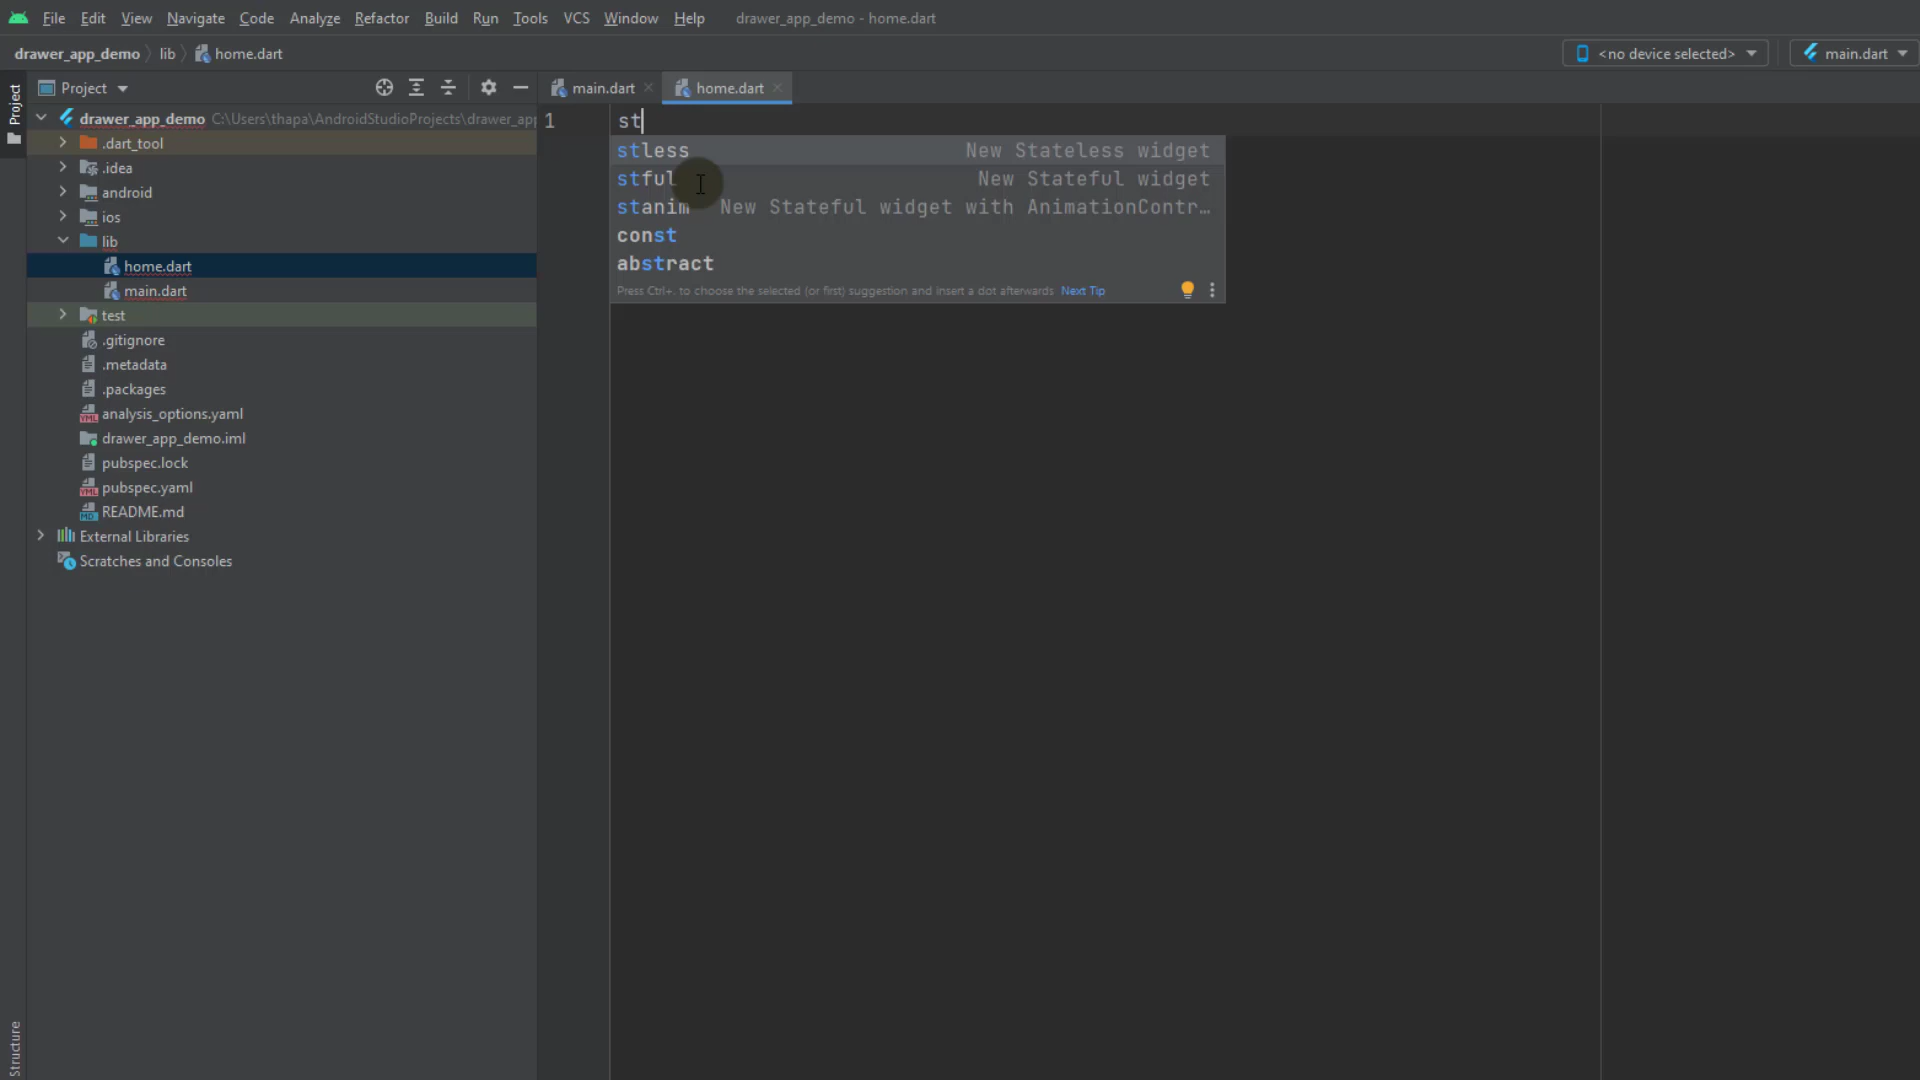 File Edit View Navigate Code Analyze Refactor Build Run Tools VCS Window Help drawer_app_demo - home.dart
drawer_app_demo lib home.dart <no device selected> main.dart
Project main.dart home.dart
Project
drawer_app_demo C:\Users\thapa\AndroidStudioProjects\drawer_app
1 st
.dart_tool
.idea
android
ios
lib
home.dart
main.dart
test
.gitignore
.metadata
.packages
analysis_options.yaml
drawer_app_demo.iml
pubspec.lock
pubspec.yaml
README.md
External Libraries
Scratches and Consoles
stless New Stateless widget
stful New Stateful widget
stanim New Stateful widget with AnimationContr…
const
abstract
Press Ctrl+. to choose the selected (or first) suggestion and insert a dot afterwards Next Tip
Structure